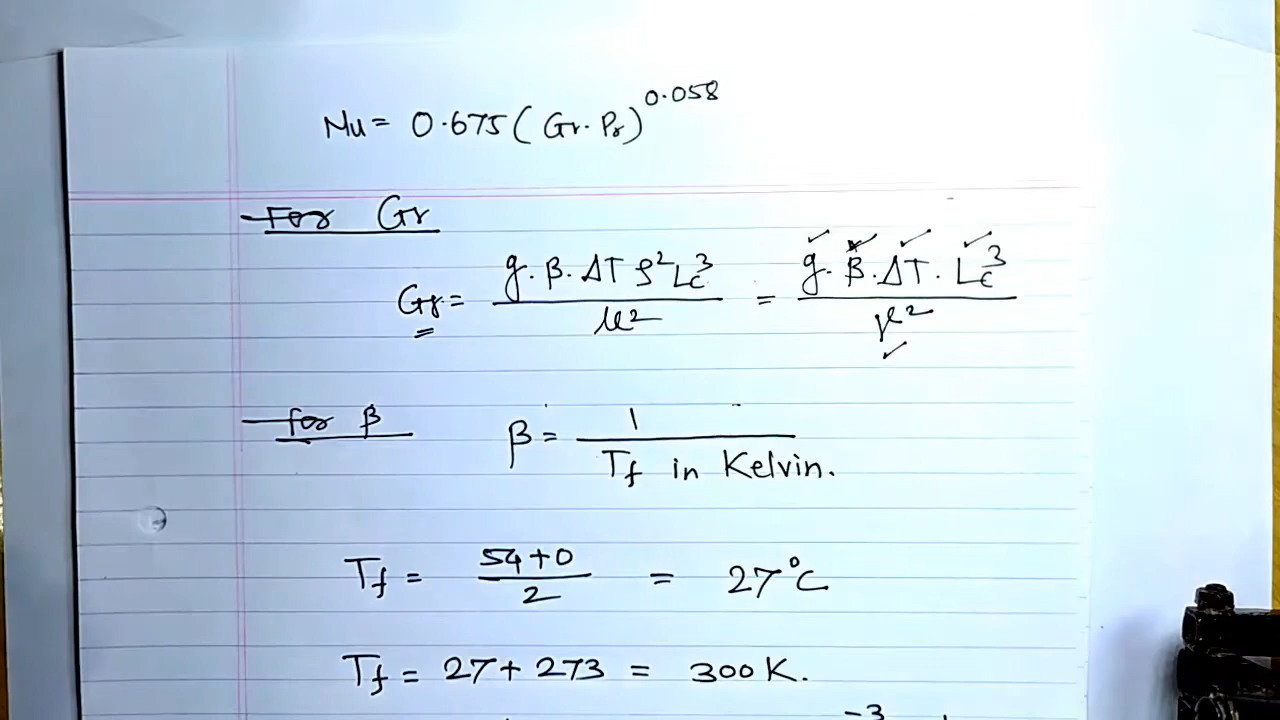 Nu = 0.675 (Gr. Pr)^0.058
For Gr
Gr = g. β. ΔT ρ² Lc³ / μ² = g. β. ΔT. Lc³ / ν²
for β β = 1 / Tf in Kelvin.
Tf = 54+0 / 2 = 27°C
Tf = 27 + 273 = 300 K.
-3